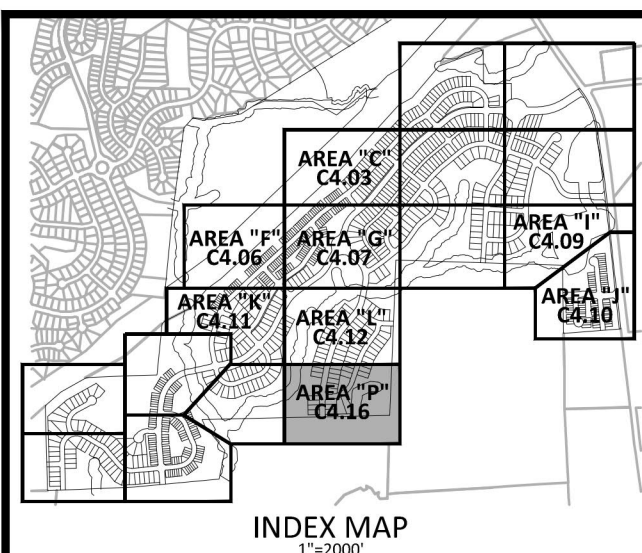 AREA "C"
C4.03
AREA "F"
C4.06
AREA "G"
C4.07
AREA "I"
C4.09
AREA "J"
C4.10
AREA "K"
C4.11
AREA "L"
C4.12
AREA "P"
C4.16
INDEX MAP
1"=2000'